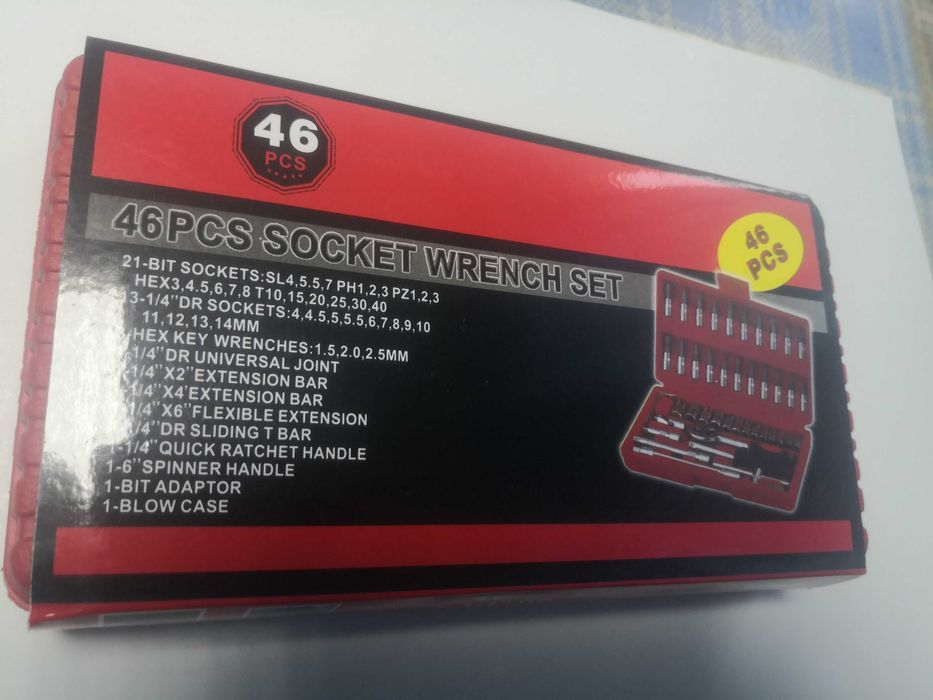 46
PCS
46PCS SOCKET WRENCH SET
46
PCS
21-BIT SOCKETS:SL4,5.5,7 PH1,2,3 PZ1,2,3
HEX3,4.5,6,7,8 T10,15,20,25,30,40
13-1/4"DR SOCKETS:4,4.5,5,5.5,6,7,8,9,10
11,12,13,14MM
-HEX KEY WRENCHES:1.5,2.0,2.5MM
1/4"DR UNIVERSAL JOINT
1/4"X2"EXTENSION BAR
1/4"X4'EXTENSION BAR
1/4"X6"FLEXIBLE EXTENSION
1/4"DR SLIDING T BAR
1-1/4"QUICK RATCHET HANDLE
1-6"SPINNER HANDLE
1-BIT ADAPTOR
1-BLOW CASE